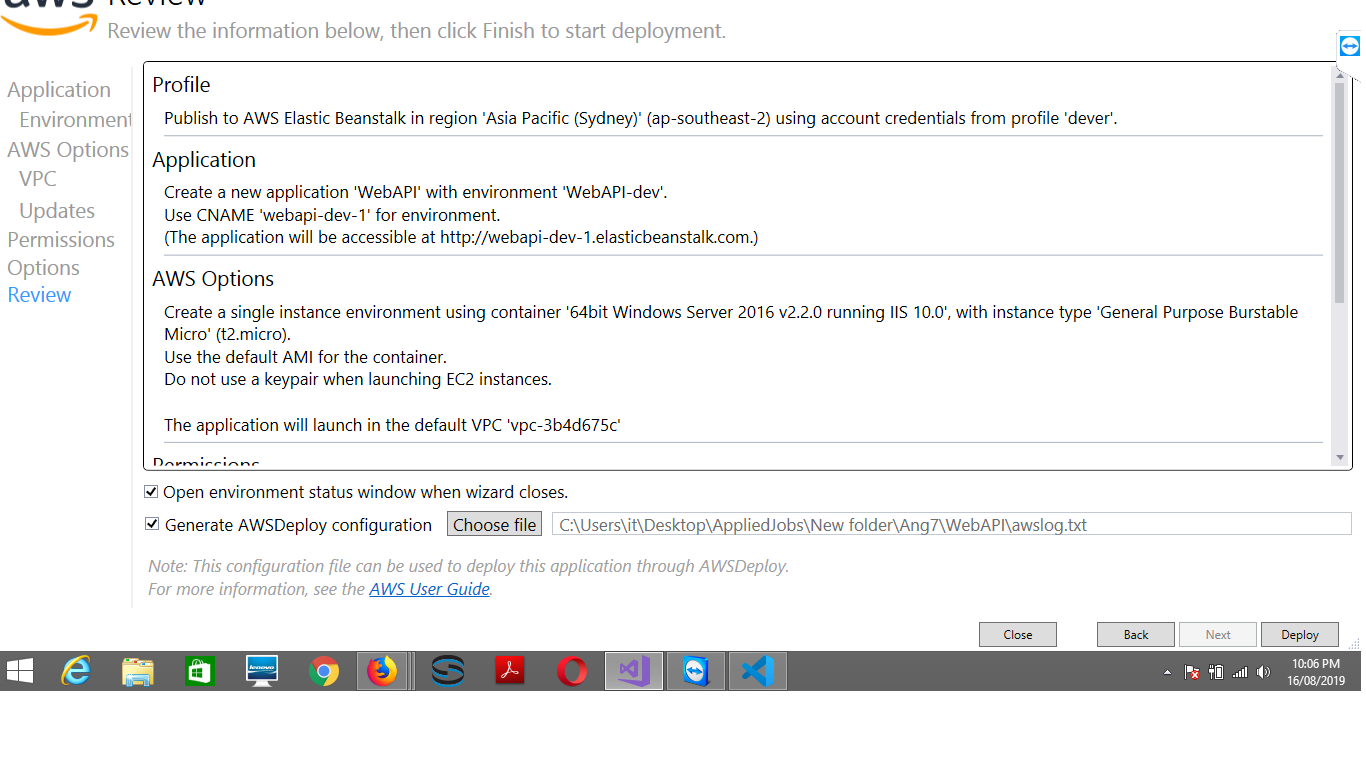 aws Review
Review the information below, then click Finish to start deployment.
Application
Environment
AWS Options
VPC
Updates
Permissions
Options
Review
Profile
Publish to AWS Elastic Beanstalk in region 'Asia Pacific (Sydney)' (ap-southeast-2) using account credentials from profile 'dever'.
Application
Create a new application 'WebAPI' with environment 'WebAPI-dev'.
Use CNAME 'webapi-dev-1' for environment.
(The application will be accessible at http://webapi-dev-1.elasticbeanstalk.com.)
AWS Options
Create a single instance environment using container '64bit Windows Server 2016 v2.2.0 running IIS 10.0', with instance type 'General Purpose Burstable
Micro' (t2.micro).
Use the default AMI for the container.
Do not use a keypair when launching EC2 instances.
The application will launch in the default VPC 'vpc-3b4d675c'
Permissions
Open environment status window when wizard closes.
Generate AWSDeploy configuration Choose file C:\Users\it\Desktop\AppliedJobs\New folder\Ang7\WebAPI\awslog.txt
Note: This configuration file can be used to deploy this application through AWSDeploy.
For more information, see the AWS User Guide.
Close Back Next Deploy
lenovo
10:06 PM
16/08/2019